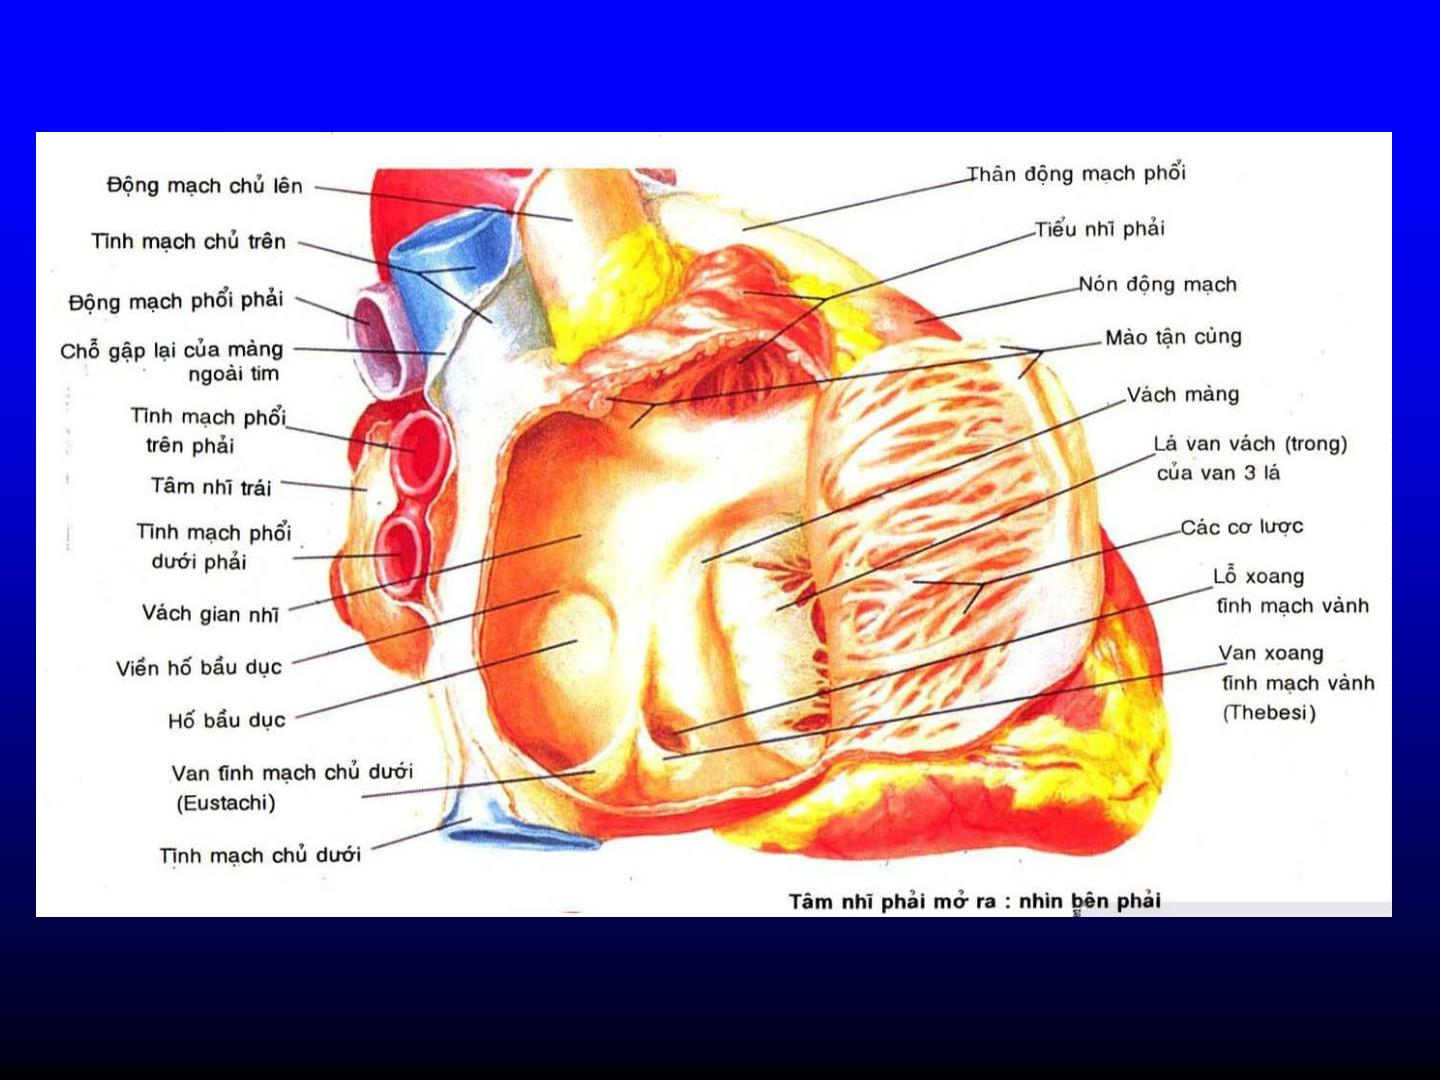 Động mạch chủ lên
Tĩnh mạch chủ trên
Động mạch phổi phải
Chỗ gập lại của màng
ngoài tim
Tĩnh mạch phổi
trên phải
Tâm nhĩ trái
Tĩnh mạch phổi
dưới phải
Vách gian nhĩ
Viền hố bầu dục
Hố bầu dục
Van tĩnh mạch chủ dưới
(Eustachi)
Tịnh mạch chủ dưới
Thân động mạch phổi
Tiểu nhĩ phải
Nón động mạch
Mào tận cùng
Vách màng
Lá van vách (trong)
của van 3 lá
Các cơ lược
Lỗ xoang
tĩnh mạch vành
Van xoang
tĩnh mạch vành
(Thebesi)
Tâm nhĩ phải mở ra : nhìn bên phải